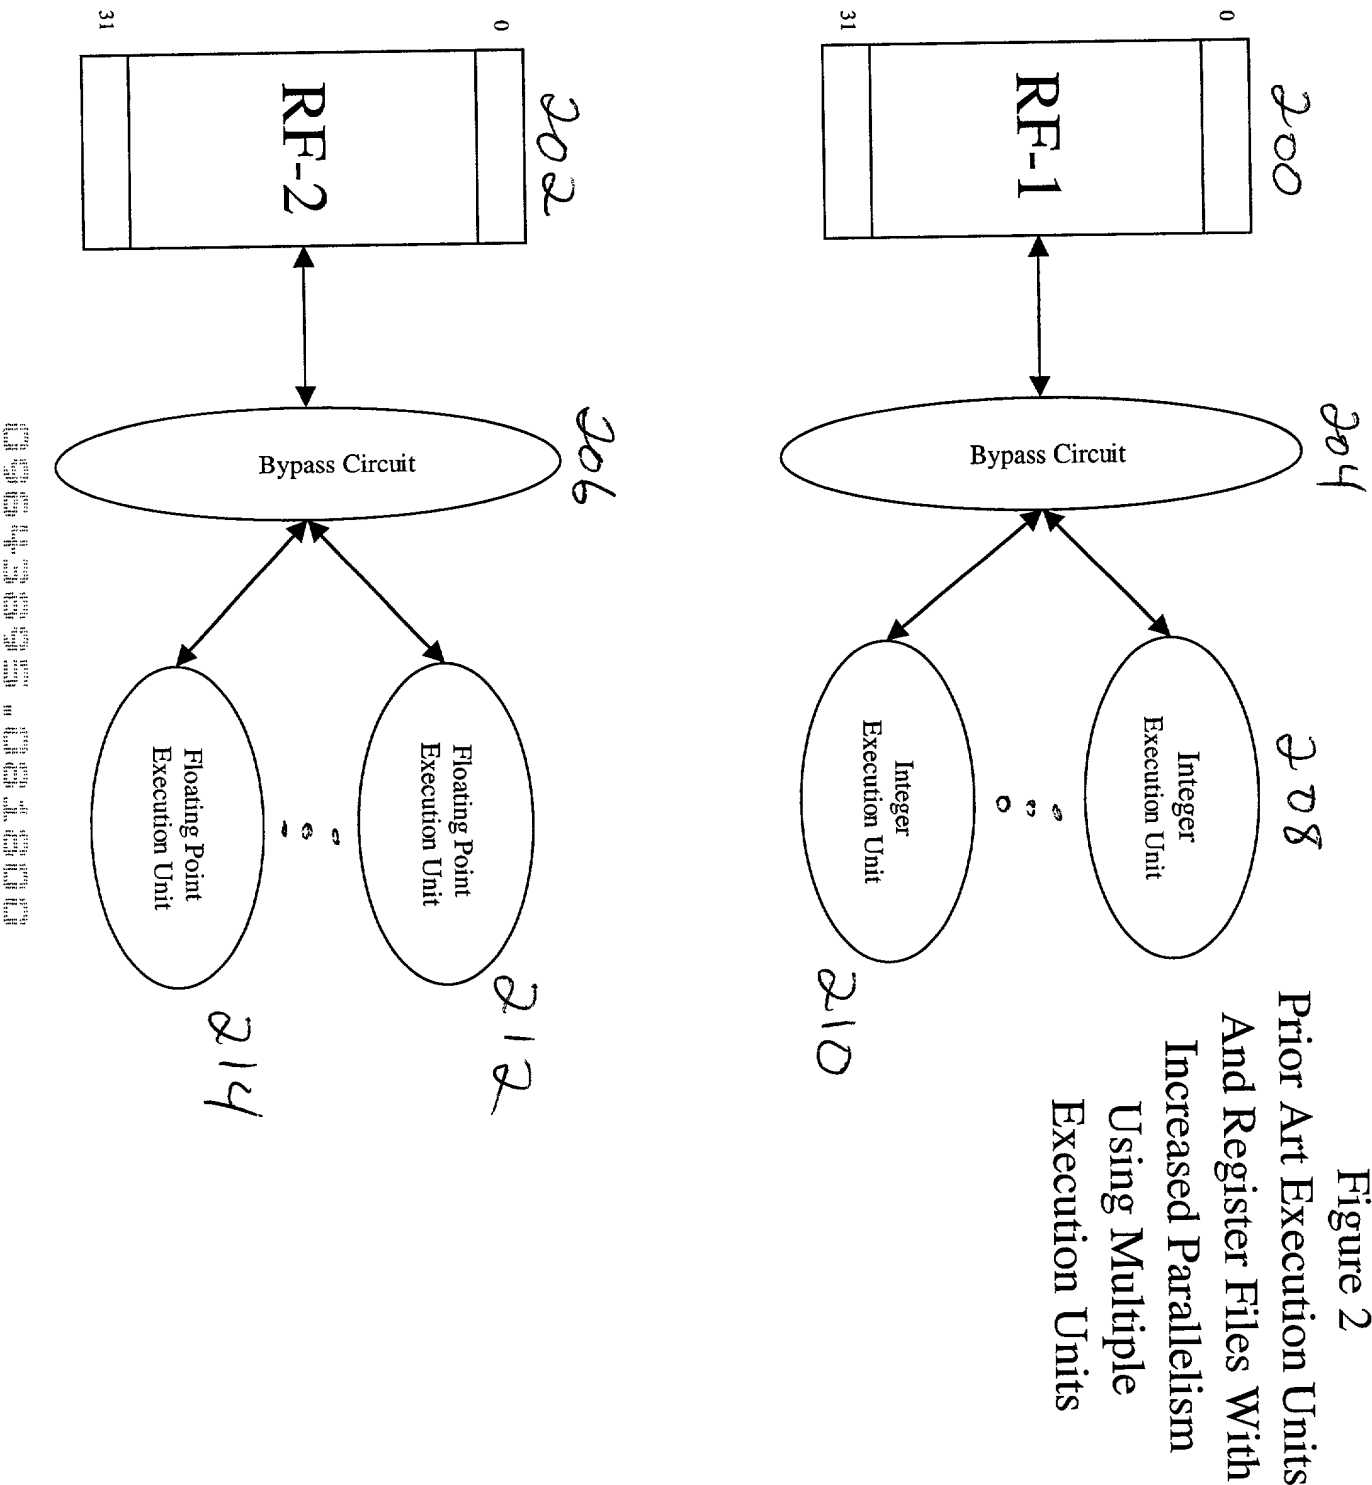 Figure 2
Prior Art Execution Units
And Register Files With
Increased Parallelism
Using Multiple
Execution Units
200
0
RF-1
31
204
Bypass Circuit
208
Integer
Execution Unit
Integer
Execution Unit
210
202
0
RF-2
31
206
Bypass Circuit
Floating Point
Execution Unit
212
Floating Point
Execution Unit
214
09643895.081800